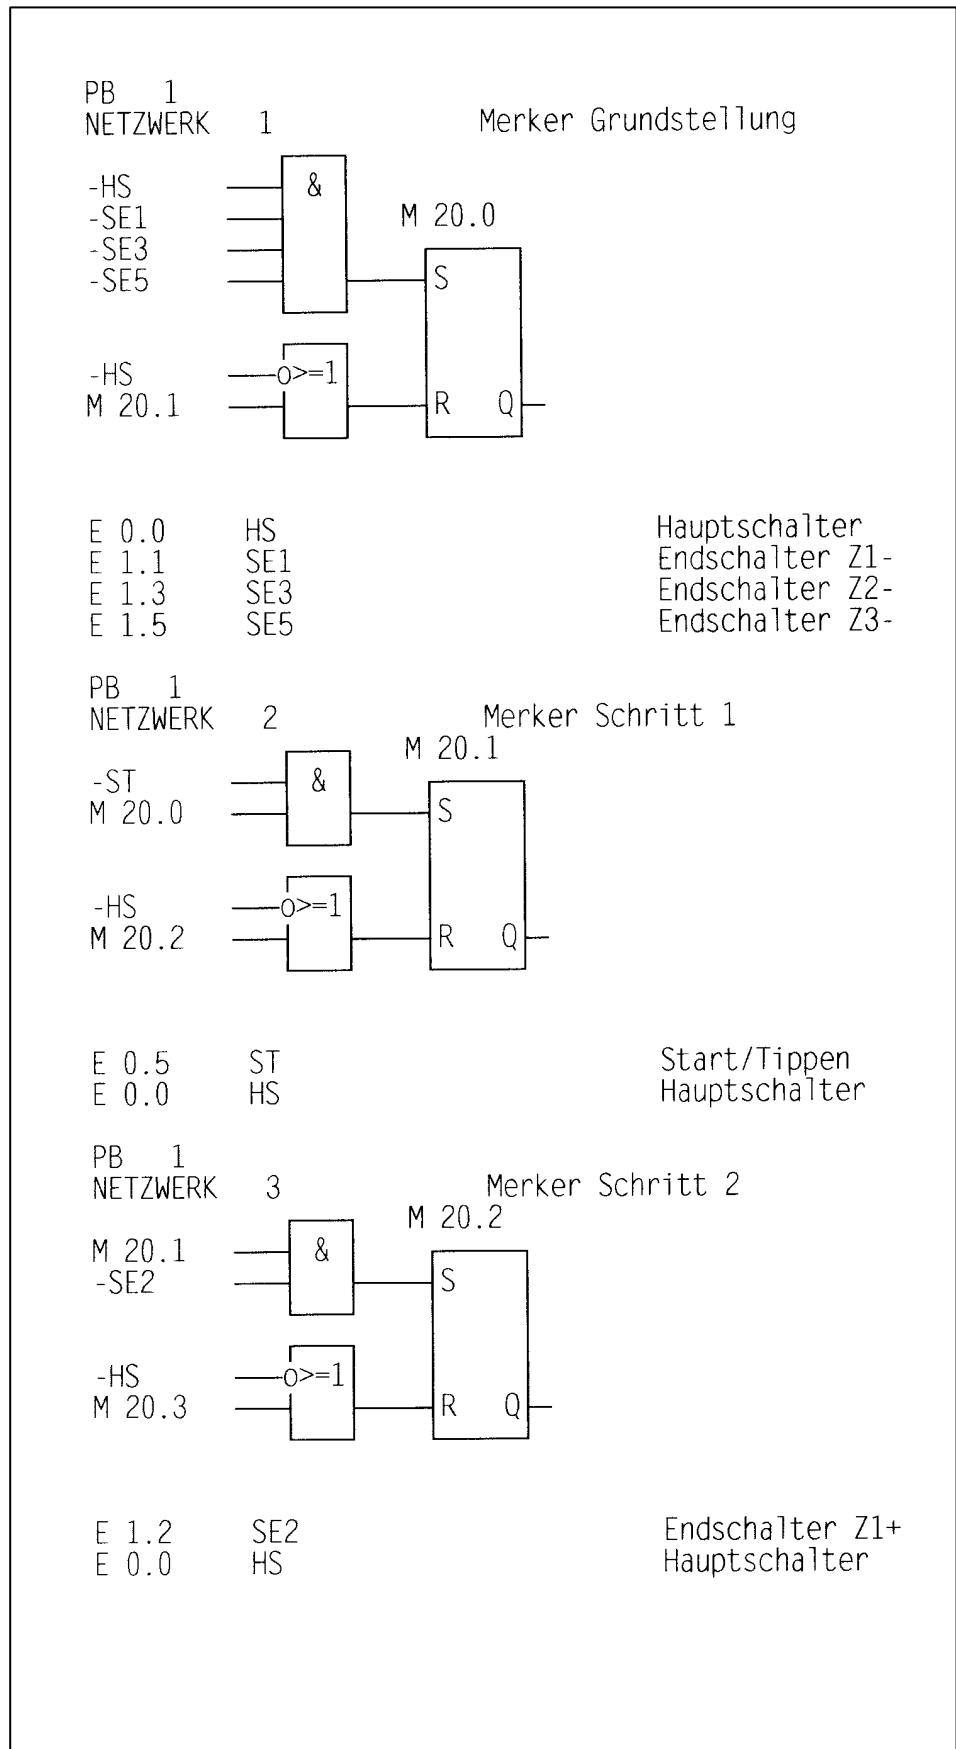 PB 1
NETZWERK 1 Merker Grundstellung
-HS &
-SE1 M 20.0
-SE3
-SE5 S
-HS o>=1
M 20.1 R Q
E 0.0 HS Hauptschalter
E 1.1 SE1 Endschalter Z1-
E 1.3 SE3 Endschalter Z2-
E 1.5 SE5 Endschalter Z3-
PB 1
NETZWERK 2 Merker Schritt 1
M 20.1
-ST &
M 20.0 S
-HS o>=1
M 20.2 R Q
E 0.5 ST Start/Tippen
E 0.0 HS Hauptschalter
PB 1
NETZWERK 3 Merker Schritt 2
M 20.2
M 20.1 &
-SE2 S
-HS o>=1
M 20.3 R Q
E 1.2 SE2 Endschalter Z1+
E 0.0 HS Hauptschalter